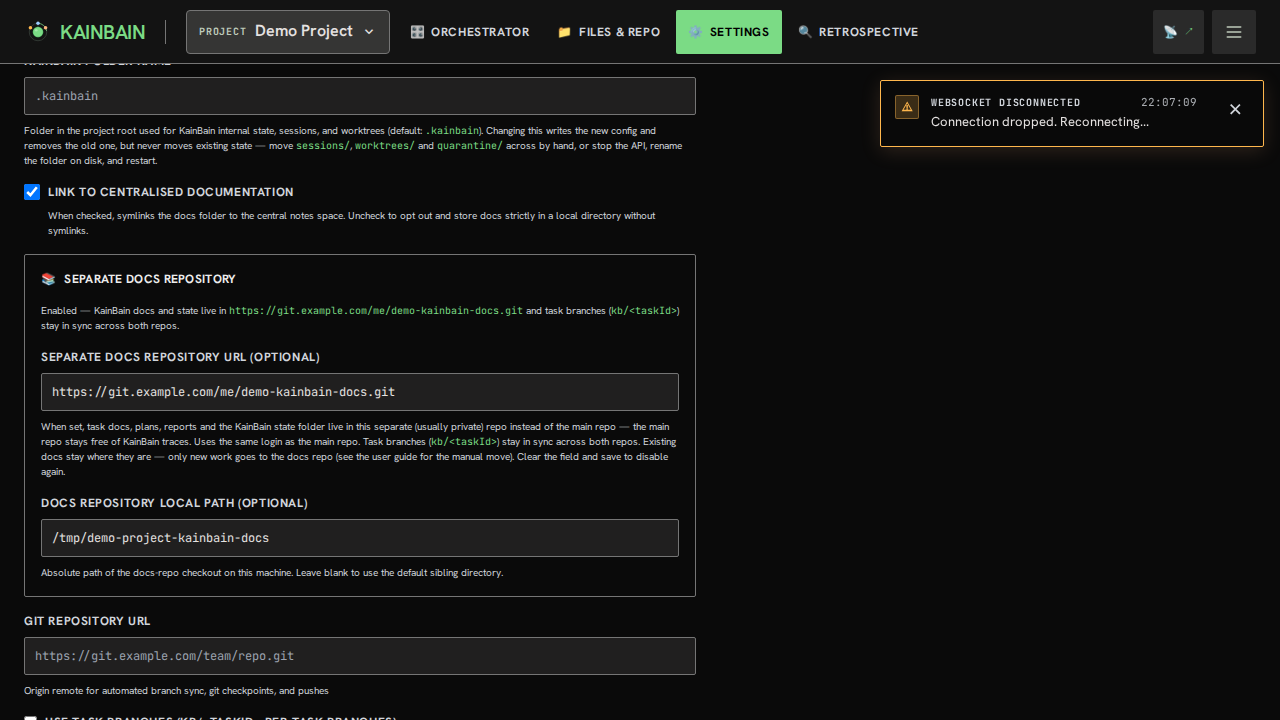 KAINBAIN
PROJECT Demo Project
ORCHESTRATOR
FILES & REPO
SETTINGS
RETROSPECTIVE
WEBSOCKET DISCONNECTED 22:07:09
Connection dropped. Reconnecting...
KAINBAIN FOLDER NAME
.kainbain
Folder in the project root used for KainBain internal state, sessions, and worktrees (default: .kainbain). Changing this writes the new config and
removes the old one, but never moves existing state — move sessions/, worktrees/ and quarantine/ across by hand, or stop the API, rename
the folder on disk, and restart.
LINK TO CENTRALISED DOCUMENTATION
When checked, symlinks the docs folder to the central notes space. Uncheck to opt out and store docs strictly in a local directory without
symlinks.
SEPARATE DOCS REPOSITORY
Enabled — KainBain docs and state live in https://git.example.com/me/demo-kainbain-docs.git and task branches (kb/<taskId>)
stay in sync across both repos.
SEPARATE DOCS REPOSITORY URL (OPTIONAL)
https://git.example.com/me/demo-kainbain-docs.git
When set, task docs, plans, reports and the KainBain state folder live in this separate (usually private) repo instead of the main repo — the main
repo stays free of KainBain traces. Uses the same login as the main repo. Task branches (kb/<taskId>) stay in sync across both repos. Existing
docs stay where they are — only new work goes to the docs repo (see the user guide for the manual move). Clear the field and save to disable
again.
DOCS REPOSITORY LOCAL PATH (OPTIONAL)
/tmp/demo-project-kainbain-docs
Absolute path of the docs-repo checkout on this machine. Leave blank to use the default sibling directory.
GIT REPOSITORY URL
https://git.example.com/team/repo.git
Origin remote for automated branch sync, git checkpoints, and pushes
USE TASK BRANCHES (KB/<TASKID> PER-TASK BRANCHES)